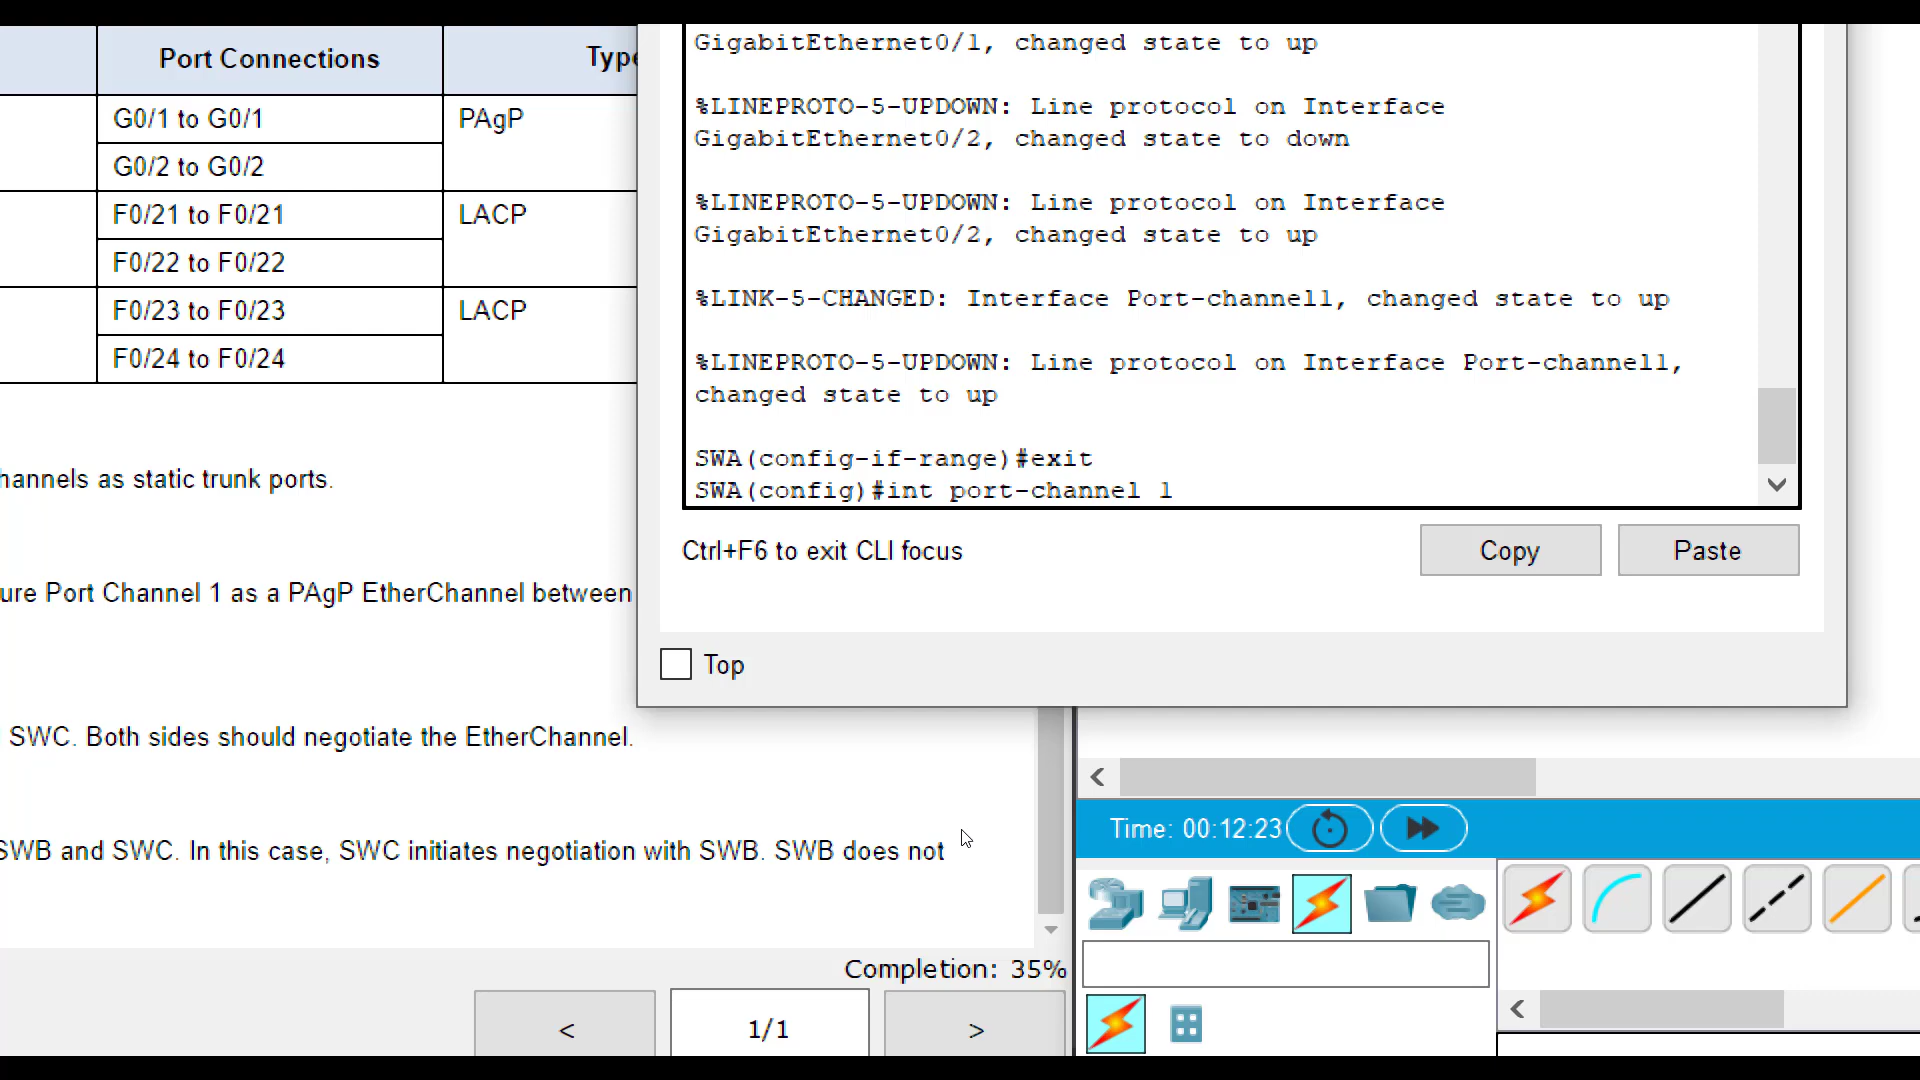 Port Connections
Type
G0/1 to G0/1
PAgP
G0/2 to G0/2
F0/21 to F0/21
LACP
F0/22 to F0/22
F0/23 to F0/23
LACP
F0/24 to F0/24
hannels as static trunk ports.
ure Port Channel 1 as a PAgP EtherChannel between
SWC. Both sides should negotiate the EtherChannel.
SWB and SWC. In this case, SWC initiates negotiation with SWB. SWB does not
Completion: 35%
<
1/1
>
GigabitEthernet0/1, changed state to up
%LINEPROTO-5-UPDOWN: Line protocol on Interface
GigabitEthernet0/2, changed state to down
%LINEPROTO-5-UPDOWN: Line protocol on Interface
GigabitEthernet0/2, changed state to up
%LINK-5-CHANGED: Interface Port-channel1, changed state to up
%LINEPROTO-5-UPDOWN: Line protocol on Interface Port-channel1,
changed state to up
SWA(config-if-range)#exit
SWA(config)#int port-channel 1
Ctrl+F6 to exit CLI focus
Copy
Paste
Top
Time: 00:12:23